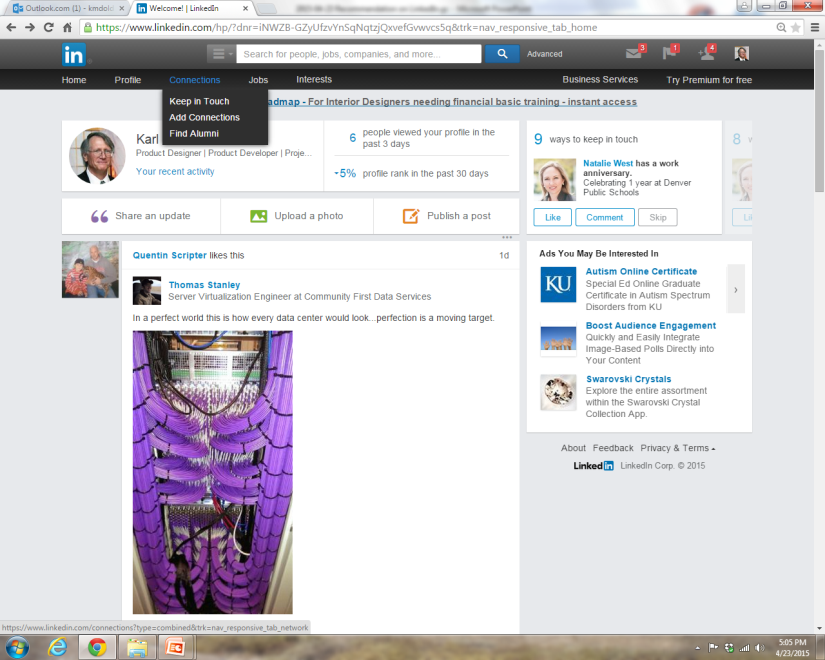 Outlook.com (1) - kmdolo
Welcome! | LinkedIn
https://www.linkedin.com/hp/?dnr=iNWZB-GZyUfzvYnSqNqtzjQxvefGvwvcs5q&trk=nav_responsive_tab_home
in
Search for people, jobs, companies, and more...
Advanced
3
1
4
Home
Profile
Connections
Jobs
Interests
Business Services
Try Premium for free
Keep in Touch
Add Connections
Find Alumni
admap - For Interior Designers needing financial basic training - instant access
Karl
Product Designer | Product Developer | Proje...
Your recent activity
6 people viewed your profile in the
past 3 days
-5% profile rank in the past 30 days
9 ways to keep in touch
8
Natalie West has a work
anniversary.
Celebrating 1 year at Denver
Public Schools
Like
Comment
Skip
Li
Share an update
Upload a photo
Publish a post
Quentin Scripter likes this
1d
Thomas Stanley
Server Virtualization Engineer at Community First Data Services
In a perfect world this is how every data center would look...perfection is a moving target.
Ads You May Be Interested In
KU
Autism Online Certificate
Special Ed Online Graduate
Certificate in Autism Spectrum
Disorders from KU
Boost Audience Engagement
Quickly and Easily Integrate
Image-Based Polls Directly into
Your Content
Swarovski Crystals
Explore the entire assortment
within the Swarovski Crystal
Collection App.
About Feedback Privacy & Terms
Linked in LinkedIn Corp. © 2015
https://www.linkedin.com/connections?type=combined&trk=nav_responsive_tab_network
5:05 PM
4/23/2015